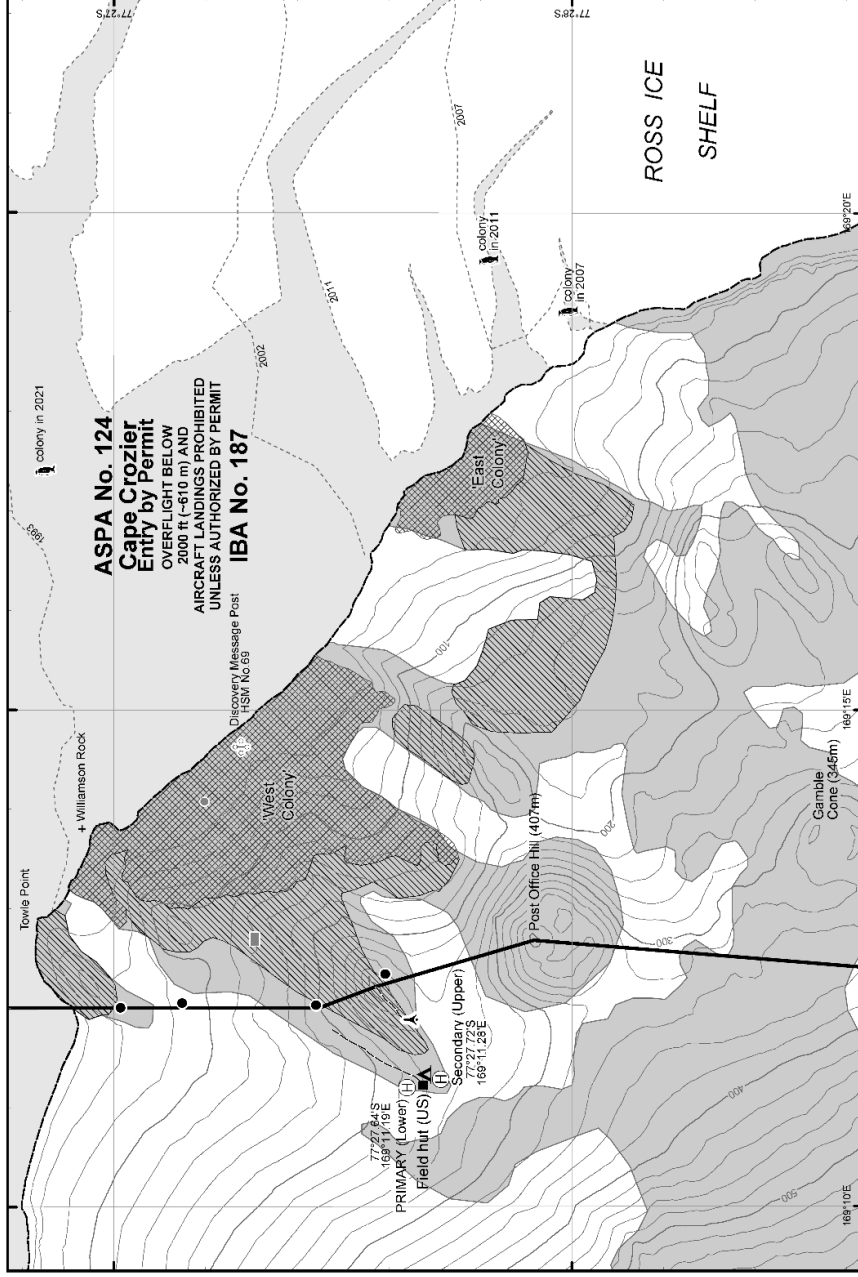 77°27'S
77°28'S
169°20'E
169°15'E
169°10'E
ROSS ICE
SHELF
colony in 2021
1993
2002
2007
2011
colony
in 2011
colony
in 2007
ASPA No. 124
Cape Crozier
Entry by Permit
OVERFLIGHT BELOW
2000 ft (~610 m) AND
AIRCRAFT LANDINGS PROHIBITED
UNLESS AUTHORIZED BY PERMIT
IBA No. 187
Discovery Message Post
HSM No.69
'East
Colony'
'West
Colony'
Towle Point
+ Williamson Rock
100
200
300
400
500
Post Office Hill (407m)
Gamble
Cone (345m)
77°27.64'S
169°11.19'E
PRIMARY (Lower) H
Field hut (US)
H
Secondary (Upper)
77°27.72'S
169°11.28'E